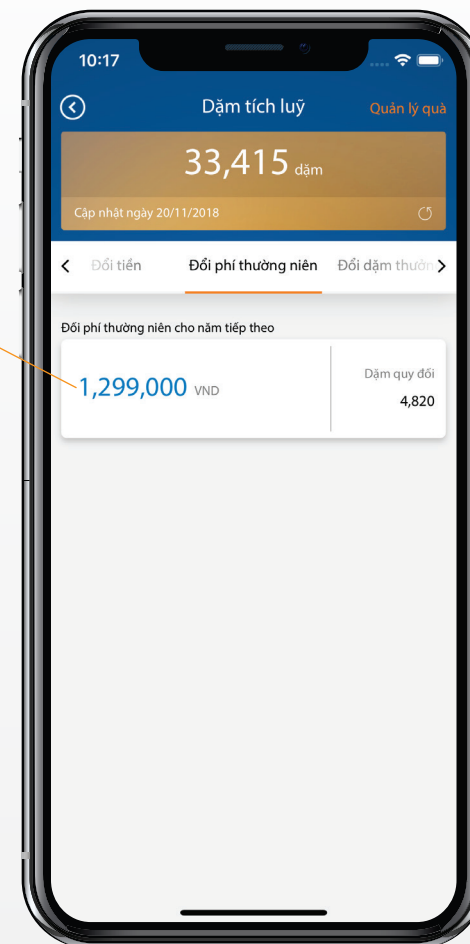 10:17
Dặm tích luỹ
Quản lý quà
33,415 dặm
Cập nhật ngày 20/11/2018
Đổi tiền
Đổi phí thường niên
Đổi dặm thưởn
Đổi phí thường niên cho năm tiếp theo
1,299,000 VND
Dặm quy đổi
4,820